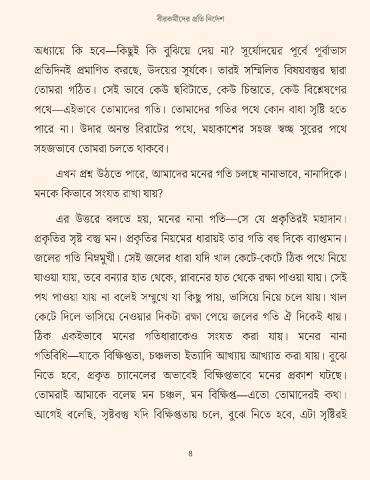 বীরকর্মীদের প্রতি নির্দেশ
অধ্যায়ে কি হবে—কিছুই কি বুঝিয়ে দেয় না? সূর্যোদয়ের পূর্বে পূর্বাভাস
প্রতিদিনই প্রমাণিত করছে, উদয়ের সূর্যকে। তারই সম্মিলিত বিষয়বস্তুর দ্বারা
তোমরা গঠিত। সেই ভাবে কেউ ছবিটাতে, কেউ চিন্তাতে, কেউ বিশ্লেষণের
পথে—এইভাবে তোমাদের গতি। তোমাদের গতির পথে কোন বাধা সৃষ্টি হতে
পারে না। উদার অনন্ত বিরাটের পথে, মহাকাশের সহজ স্বচ্ছ সুরের পথে
সহজভাবে তোমরা চলতে থাকবে।
এখন প্রশ্ন উঠতে পারে, আমাদের মনের গতি চলছে নানাভাবে, নানাদিকে।
মনকে কিভাবে সংযত রাখা যায়?
এর উত্তরে বলতে হয়, মনের নানা গতি—সে যে প্রকৃতিরই মহাদান।
প্রকৃতির সৃষ্ট বস্তু মন। প্রকৃতির নিয়মের ধারায়ই তার গতি বহু দিকে ব্যাপ্তমান।
জলের গতি নিম্নমুখী। সেই জলের ধারা যদি খাল কেটে-কেটে ঠিক পথে নিয়ে
যাওয়া যায়, তবে বন্যার হাত থেকে, প্লাবনের হাত থেকে রক্ষা পাওয়া যায়। সেই
পথ পাওয়া যায় না বলেই সম্মুখে যা কিছু পায়, ভাসিয়ে নিয়ে চলে যায়। খাল
কেটে দিলে ভাসিয়ে নেওয়ার দিকটা রক্ষা পেয়ে জলের গতি ঐ দিকেই ধায়।
ঠিক একইভাবে মনের গতিধারাকেও সংযত করা যায়। মনের নানা
গতিবিধি—যাকে বিক্ষিপ্ততা, চঞ্চলতা ইত্যাদি আখ্যায় আখ্যাত করা যায়। বুঝে
নিতে হবে, প্রকৃত চ্যানেলের অভাবেই বিক্ষিপ্তভাবে মনের প্রকাশ ঘটছে।
তোমরাই আমাকে বলেছ মন চঞ্চল, মন বিক্ষিপ্ত—এতো তোমাদেরই কথা।
আগেই বলেছি, সৃষ্টবস্তু যদি বিক্ষিপ্ততায় চলে, বুঝে নিতে হবে, এটা সৃষ্টিরই
৪